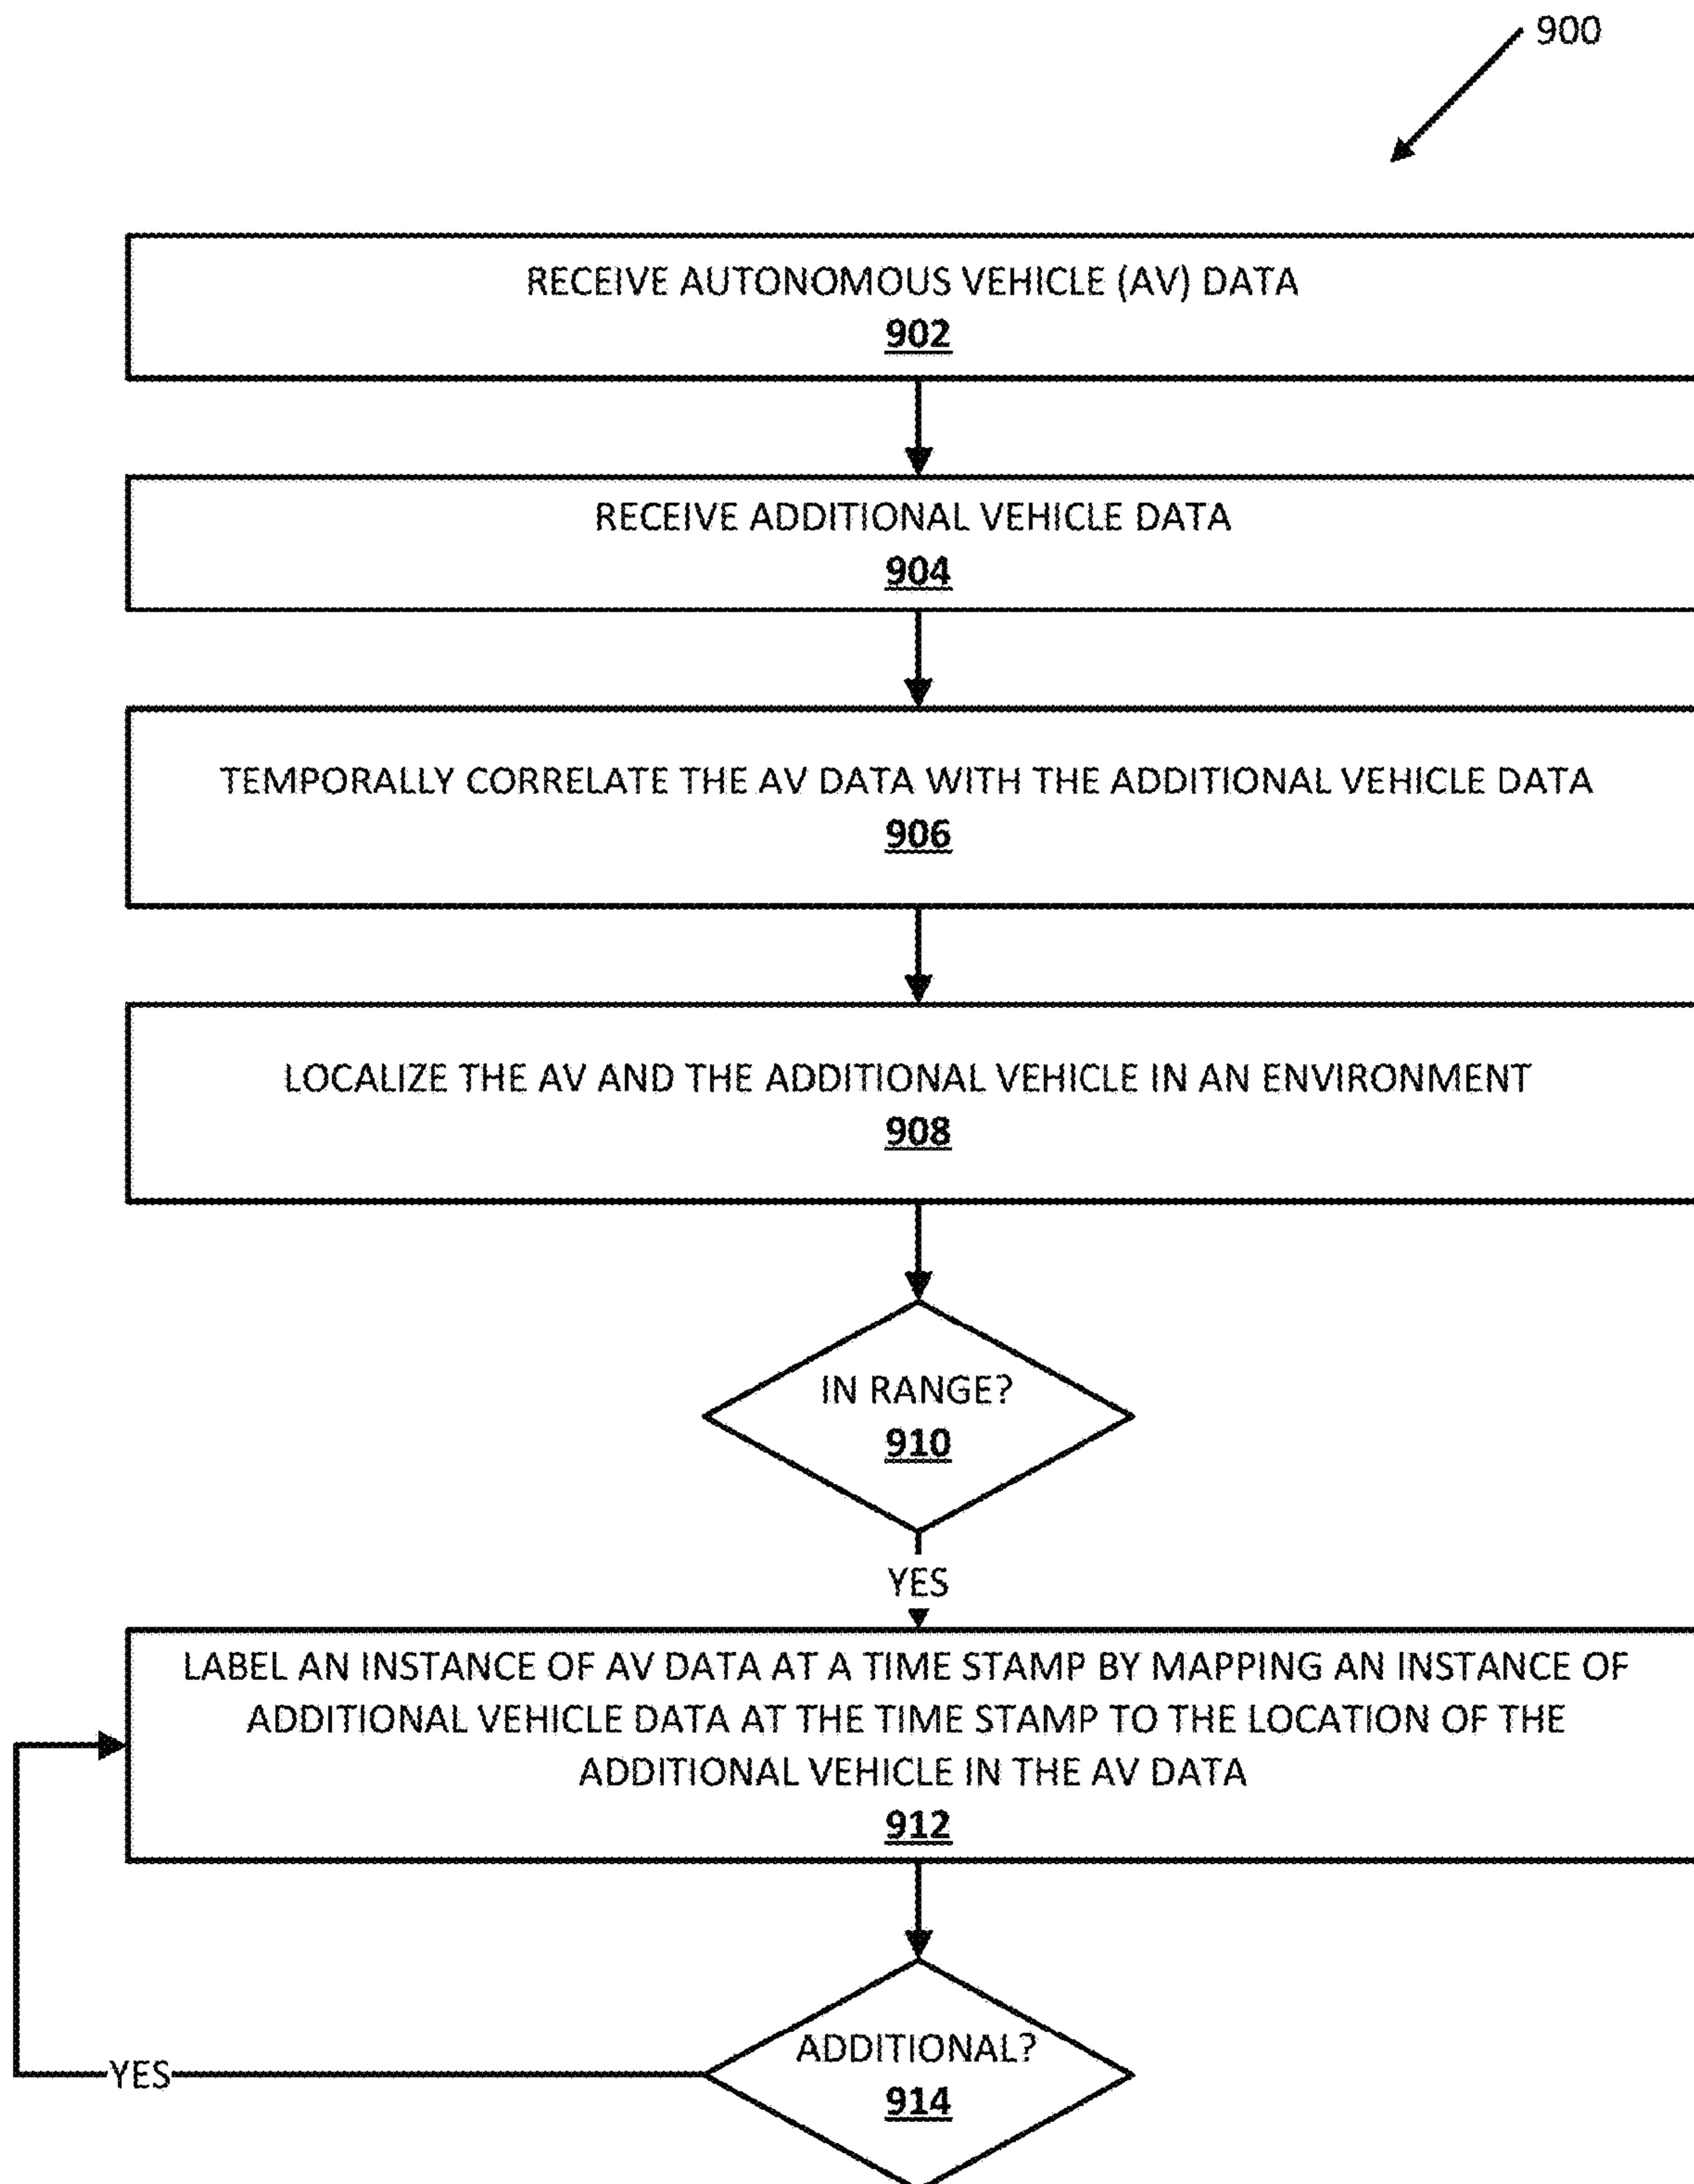 900
RECEIVE AUTONOMOUS VEHICLE (AV) DATA
902
RECEIVE ADDITIONAL VEHICLE DATA
904
TEMPORALLY CORRELATE THE AV DATA WITH THE ADDITIONAL VEHICLE DATA
906
LOCALIZE THE AV AND THE ADDITIONAL VEHICLE IN AN ENVIRONMENT
908
IN RANGE?
910
YES
LABEL AN INSTANCE OF AV DATA AT A TIME STAMP BY MAPPING AN INSTANCE OF
ADDITIONAL VEHICLE DATA AT THE TIME STAMP TO THE LOCATION OF THE
ADDITIONAL VEHICLE IN THE AV DATA
912
ADDITIONAL?
YES
914